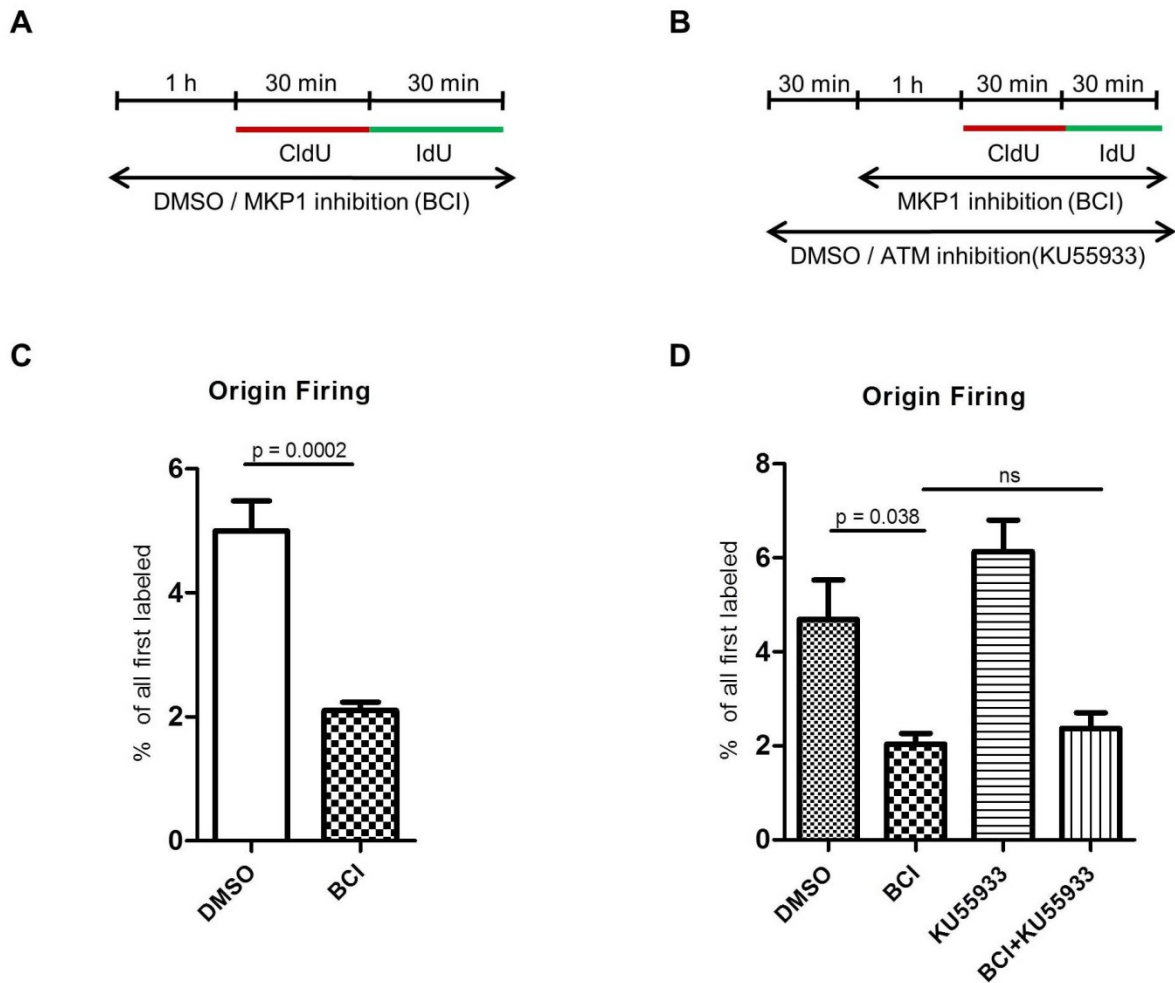 A
1 h 30 min 30 min
CldU IdU
DMSO / MKP1 inhibition (BCI)
B
30 min 1 h 30 min 30 min
CldU IdU
MKP1 inhibition (BCI)
DMSO / ATM inhibition(KU55933)
C
Origin Firing
p = 0.0002
% of all first labeled
6
4
2
0
DMSO
BCI
D
Origin Firing
ns
p = 0.038
% of all first labeled
8
6
4
2
0
DMSO
BCI
KU55933
BCI+KU55933